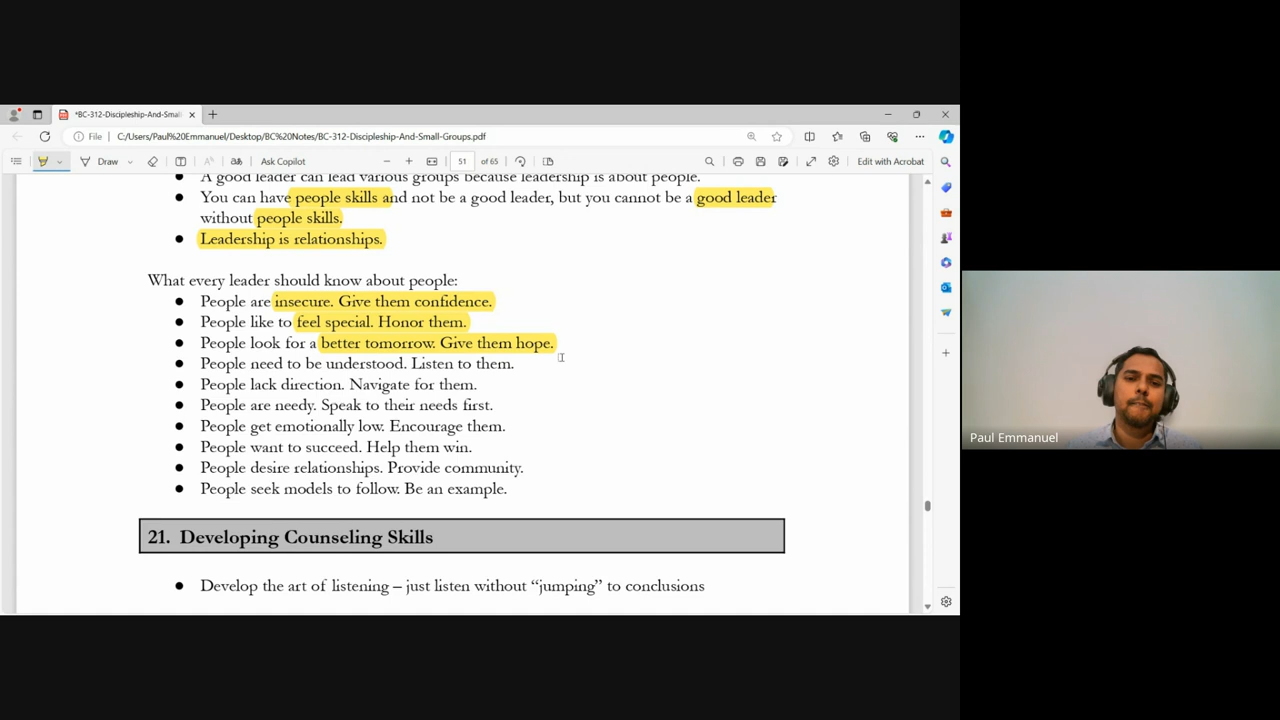 *BC-312-Discipleship-And-Small
File
C:/Users/Paul%20Emmanuel/Desktop/BC%20Notes/BC-312-Discipleship-And-Small-Groups.pdf
Draw
Ask Copilot
51 of 65
Edit with Acrobat
● A good leader can lead various groups because leadership is about people.
● You can have people skills and not be a good leader, but you cannot be a good leader
without people skills.
● Leadership is relationships.
What every leader should know about people:
● People are insecure. Give them confidence.
● People like to feel special. Honor them.
● People look for a better tomorrow. Give them hope.
● People need to be understood. Listen to them.
● People lack direction. Navigate for them.
● People are needy. Speak to their needs first.
● People get emotionally low. Encourage them.
● People want to succeed. Help them win.
● People desire relationships. Provide community.
● People seek models to follow. Be an example.
21. Developing Counseling Skills
● Develop the art of listening – just listen without “jumping” to conclusions
Paul Emmanuel